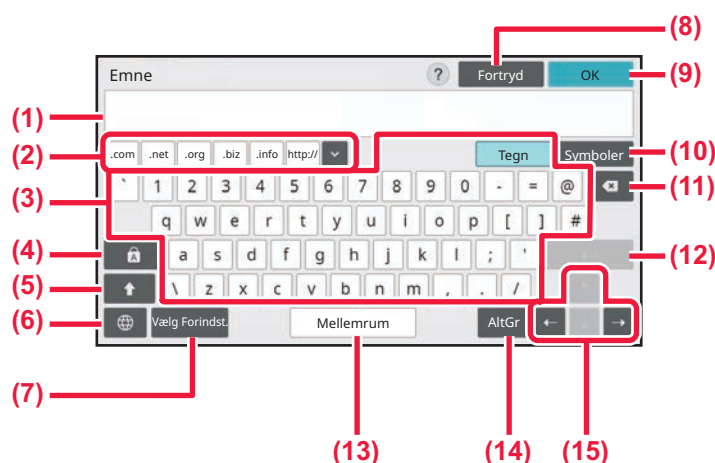 (8)
Emne ? Fortryd OK (9)
(1)
(2) .com .net .org .biz .info http:// Tegn Symboler (10)
(3) ` 1 2 3 4 5 6 7 8 9 0 - = @ (11)
q w e r t y u i o p [ ] #
(4) A a s d f g h j k l ; ' (12)
(5) \ z x c v b n m , . /
(6) Vælg Forindst. Mellemrum AltGr ← →
(7)
(13) (14) (15)